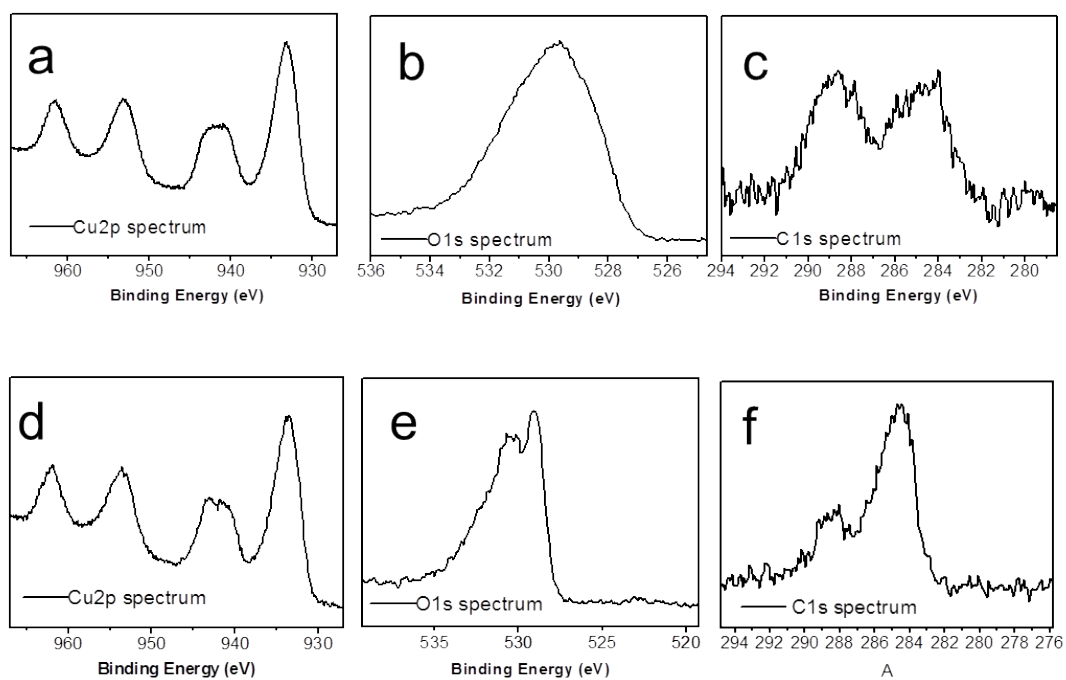 a
Cu2p spectrum
960 950 940 930
Binding Energy (eV)
b
O1s spectrum
536 534 532 530 528 526
Binding Energy (eV)
c
C1s spectrum
294 292 290 288 286 284 282 280
Binding Energy (eV)
d
Cu2p spectrum
960 950 940 930
Binding Energy (eV)
e
O1s spectrum
535 530 525 520
Binding Energy (eV)
f
C1s spectrum
294 292 290 288 286 284 282 280 278 276
A